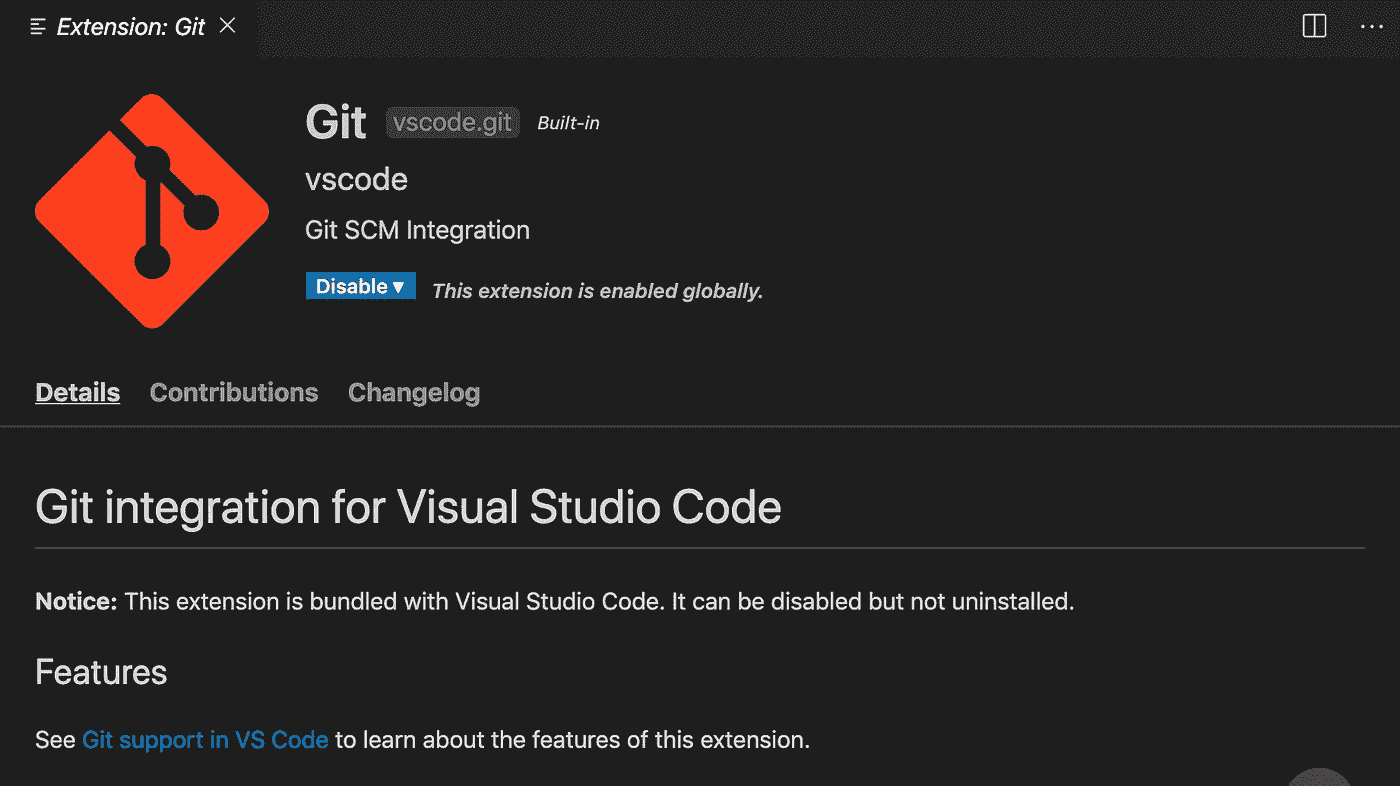 Extension: Git
Git vscode.git Built-in
vscode
Git SCM Integration
Disable ▼ This extension is enabled globally.
Details Contributions Changelog
Git integration for Visual Studio Code
Notice: This extension is bundled with Visual Studio Code. It can be disabled but not uninstalled.
Features
See Git support in VS Code to learn about the features of this extension.